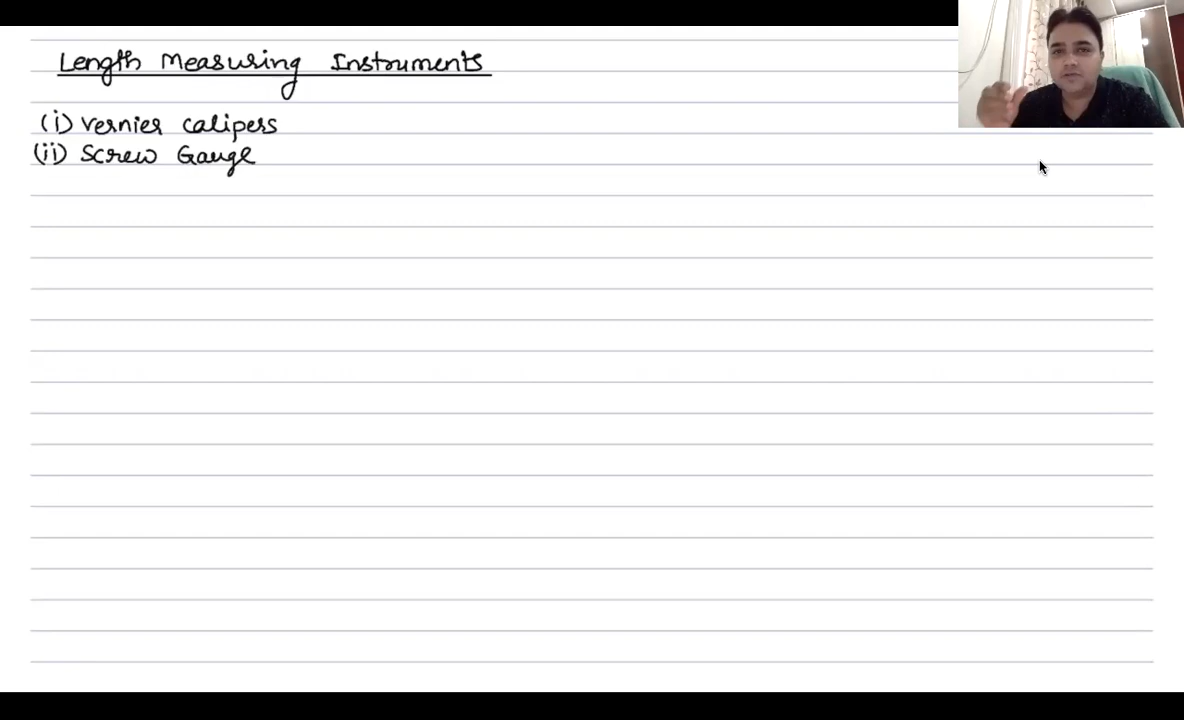 Length Measuring Instruments
(i) Vernier calipers
(ii) Screw Gauge